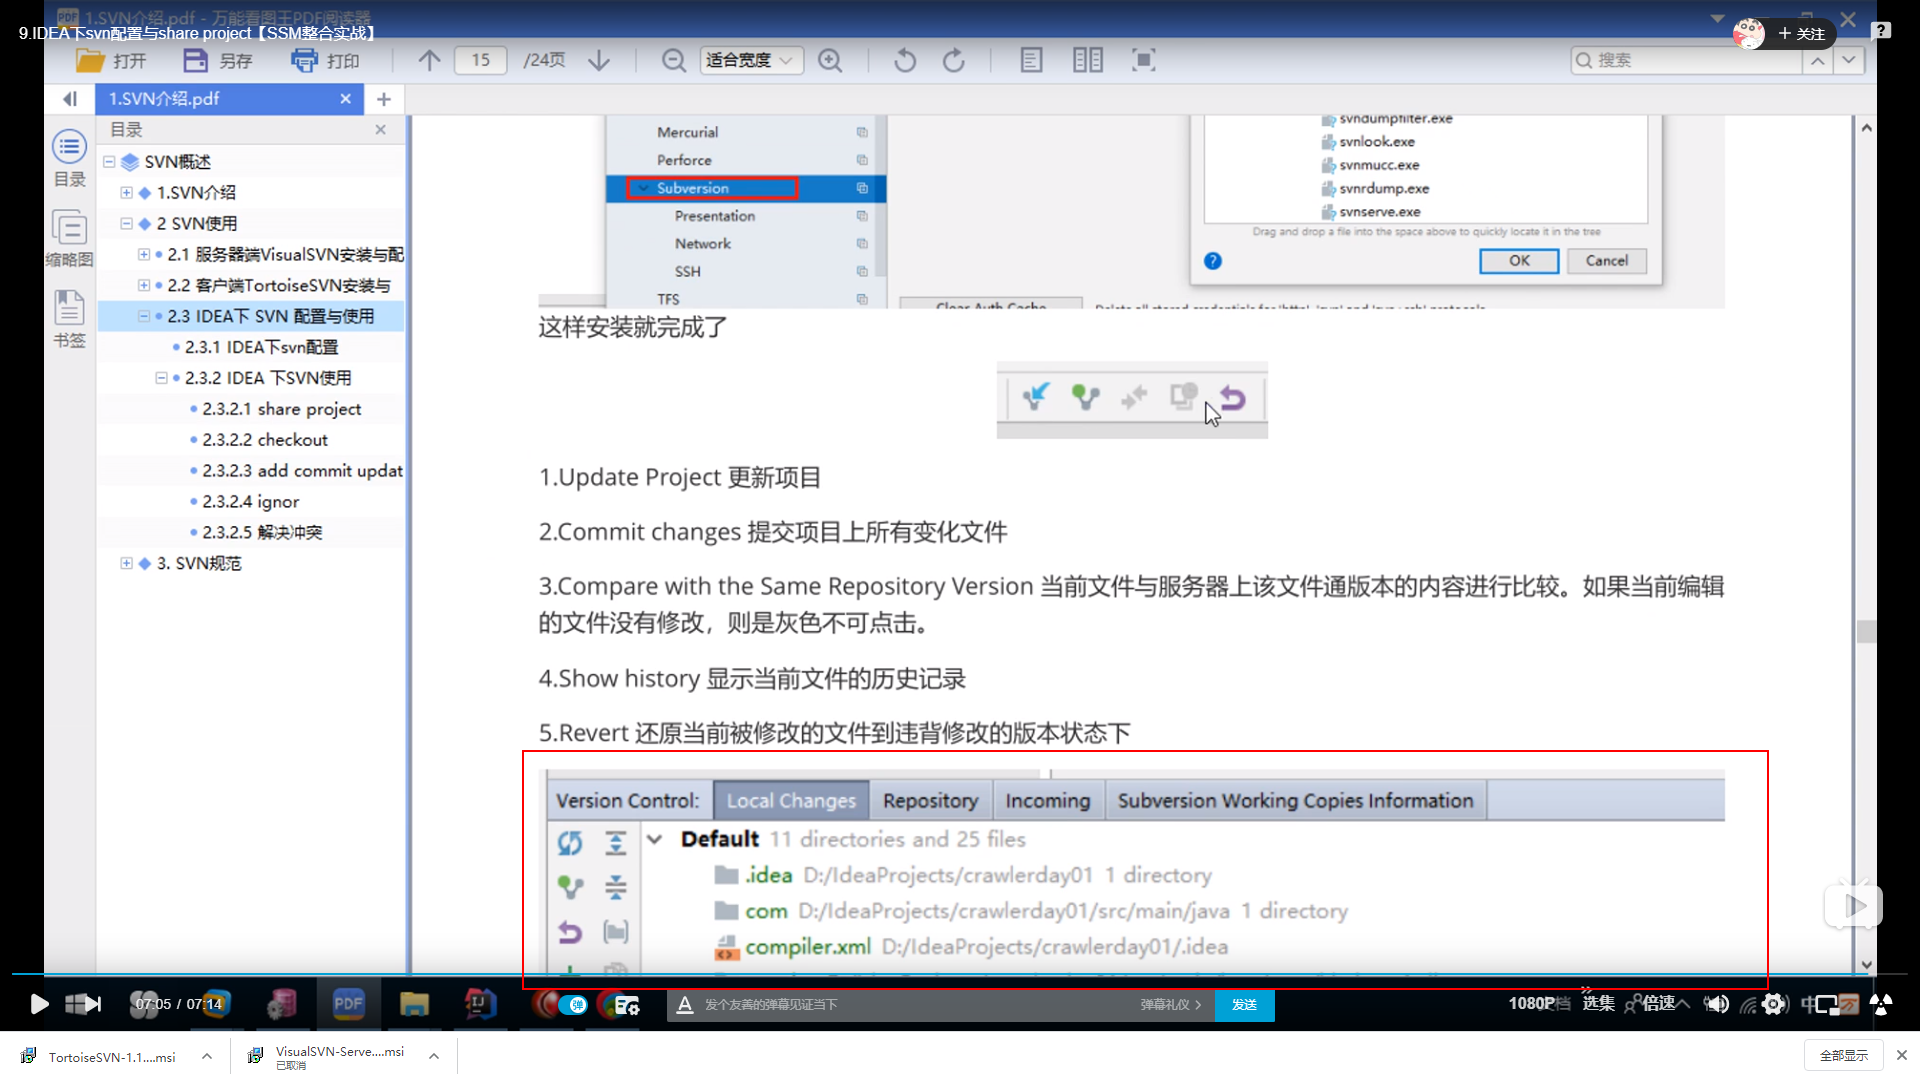 1.SVN介绍.pdf - 万能看图王PDF阅读器
9.IDEA下svn配置与share project【SSM整合实战】
+ 关注
打开
另存
打印
15
/24页
适合宽度
搜索
1.SVN介绍.pdf
目录
目录
缩略图
书签
SVN概述
1.SVN介绍
2 SVN使用
2.1 服务器端VisualSVN安装与配
2.2 客户端TortoiseSVN安装与
2.3 IDEA下 SVN 配置与使用
2.3.1 IDEA下svn配置
2.3.2 IDEA 下SVN使用
2.3.2.1 share project
2.3.2.2 checkout
2.3.2.3 add commit updat
2.3.2.4 ignor
2.3.2.5 解决冲突
3. SVN规范
Mercurial
Perforce
Subversion
Presentation
Network
SSH
TFS
svndumpfilter.exe
svnlook.exe
svnmucc.exe
svnrdump.exe
svnserve.exe
Drag and drop a file into the space above to quickly locate it in the tree
OK
Cancel
Clear Auth Cache
这样安装就完成了
1.Update Project 更新项目
2.Commit changes 提交项目上所有变化文件
3.Compare with the Same Repository Version 当前文件与服务器上该文件通版本的内容进行比较。如果当前编辑
的文件没有修改，则是灰色不可点击。
4.Show history 显示当前文件的历史记录
5.Revert 还原当前被修改的文件到违背修改的版本状态下
Version Control: Local Changes Repository Incoming Subversion Working Copies Information
Default 11 directories and 25 files
.idea D:/IdeaProjects/crawlerday01 1 directory
com D:/IdeaProjects/crawlerday01/src/main/java 1 directory
compiler.xml D:/IdeaProjects/crawlerday01/.idea
07:05 / 07:14
PDF
弹
发个友善的弹幕见证当下
弹幕礼仪 >
发送
1080P
选集
倍速
TortoiseSVN-1.1....msi
VisualSVN-Serve....msi
已取消
全部显示